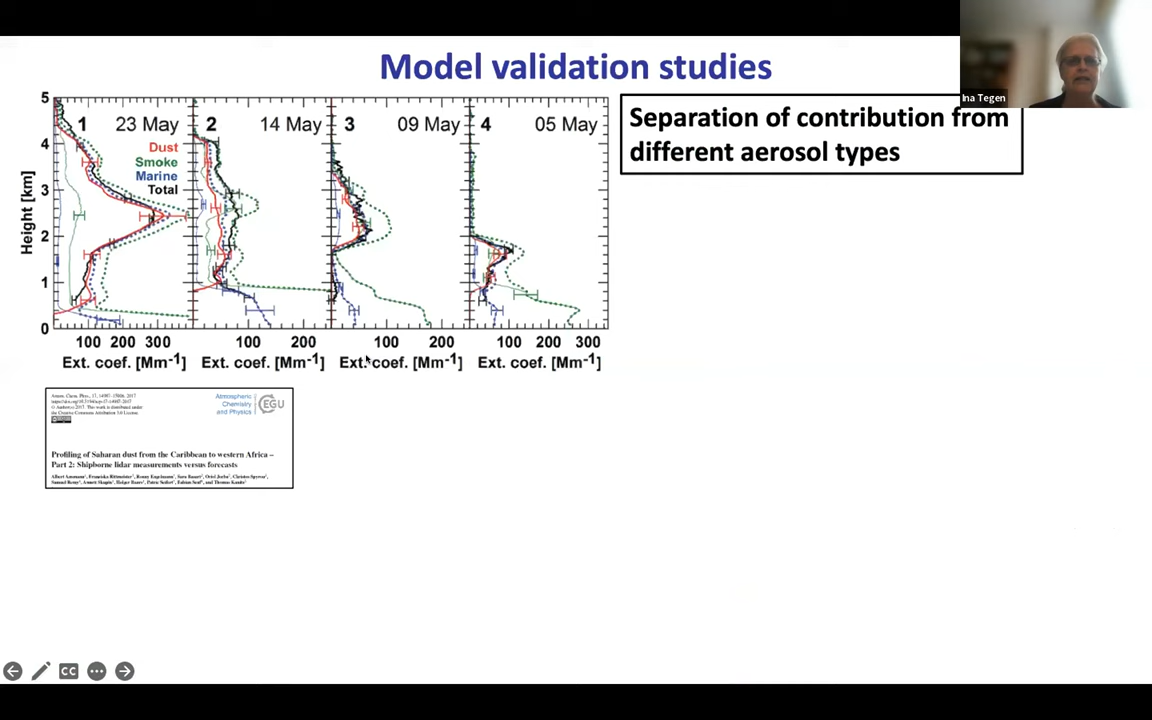 Model validation studies
Ina Tegen
Separation of contribution from
different aerosol types
5
4
3
2
1
0
Height [km]
1 23 May
Dust
Smoke
Marine
Total
2 14 May
3 09 May
4 05 May
100 200 300
100 200
100 200
100 200 300
Ext. coef. [Mm-1]
Ext. coef. [Mm-1]
Ext. coef. [Mm-1]
Ext. coef. [Mm-1]
Atmospheric
Chemistry
and Physics
EGU
Profiling of Saharan dust from the Caribbean to western Africa –
Part 2: Shipborne lidar measurements versus forecasts
CC